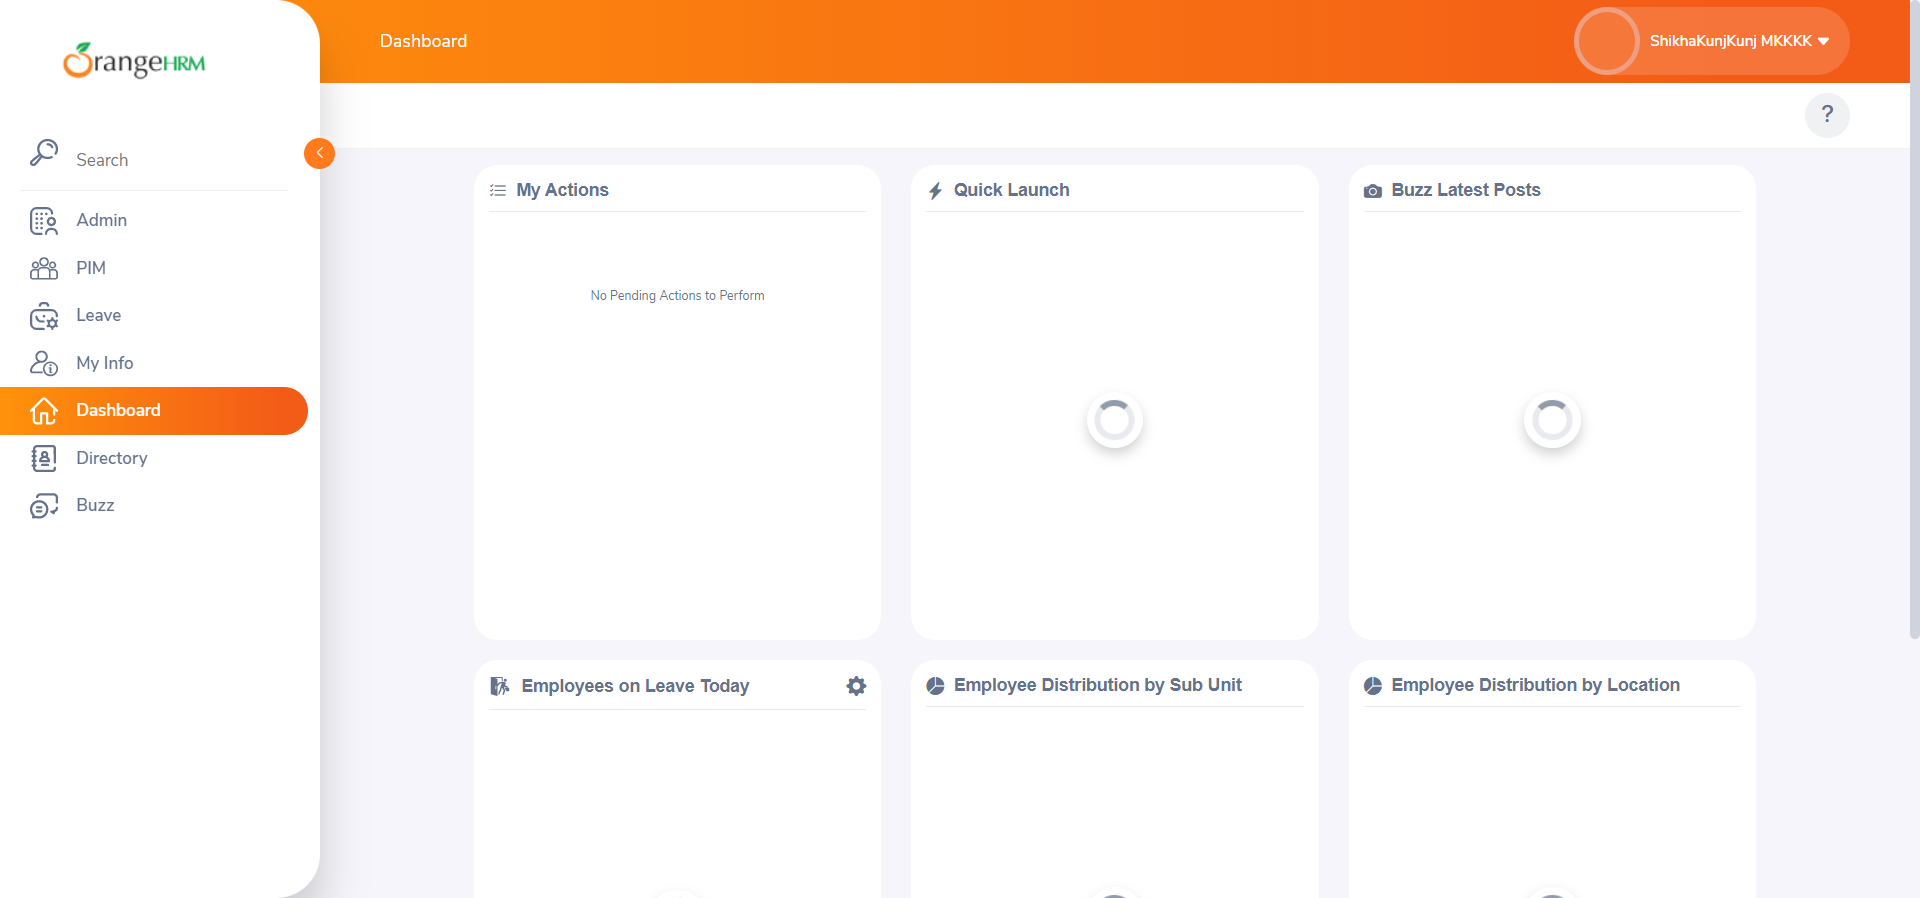 OrangeHRM
Dashboard
ShikhaKunjKunj MKKKK
?
Search
Admin
PIM
Leave
My Info
Dashboard
Directory
Buzz
My Actions
No Pending Actions to Perform
Quick Launch
Buzz Latest Posts
Employees on Leave Today
Employee Distribution by Sub Unit
Employee Distribution by Location